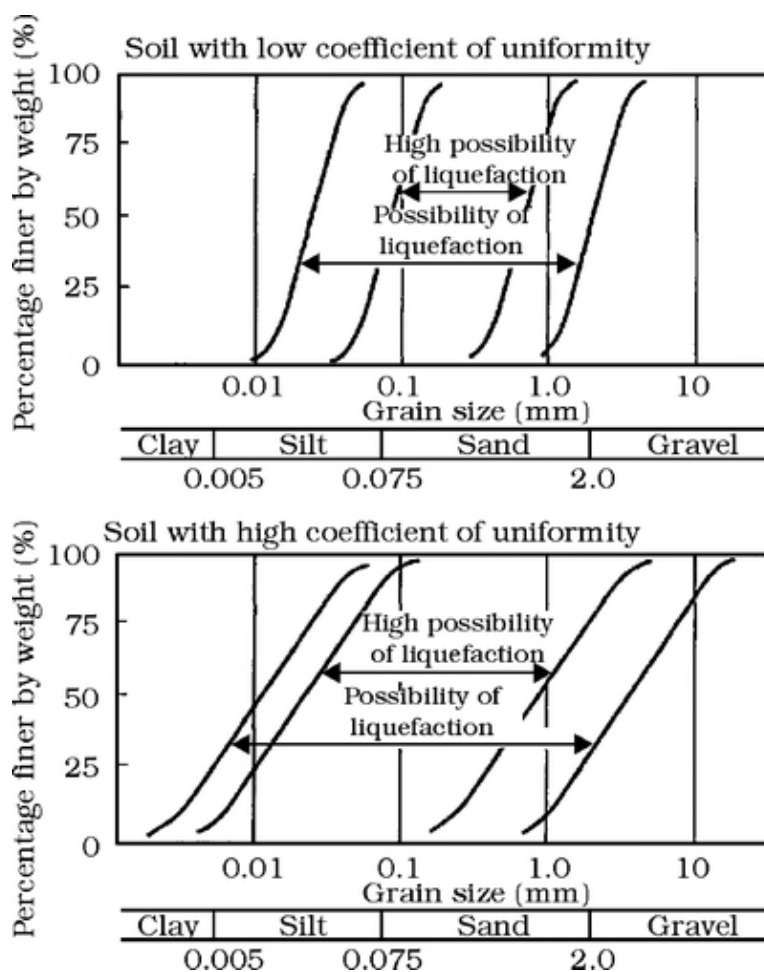 Soil with low coefficient of uniformity
Percentage finer by weight (%)
100
75
50
25
0
High possibility
of liquefaction
Possibility of
liquefaction
0.01 0.1 1.0 10
Grain size (mm)
Clay Silt Sand Gravel
0.005 0.075 2.0
Soil with high coefficient of uniformity
Percentage finer by weight (%)
100
75
50
25
0
High possibility
of liquefaction
Possibility of
liquefaction
0.01 0.1 1.0 10
Grain size (mm)
Clay Silt Sand Gravel
0.005 0.075 2.0